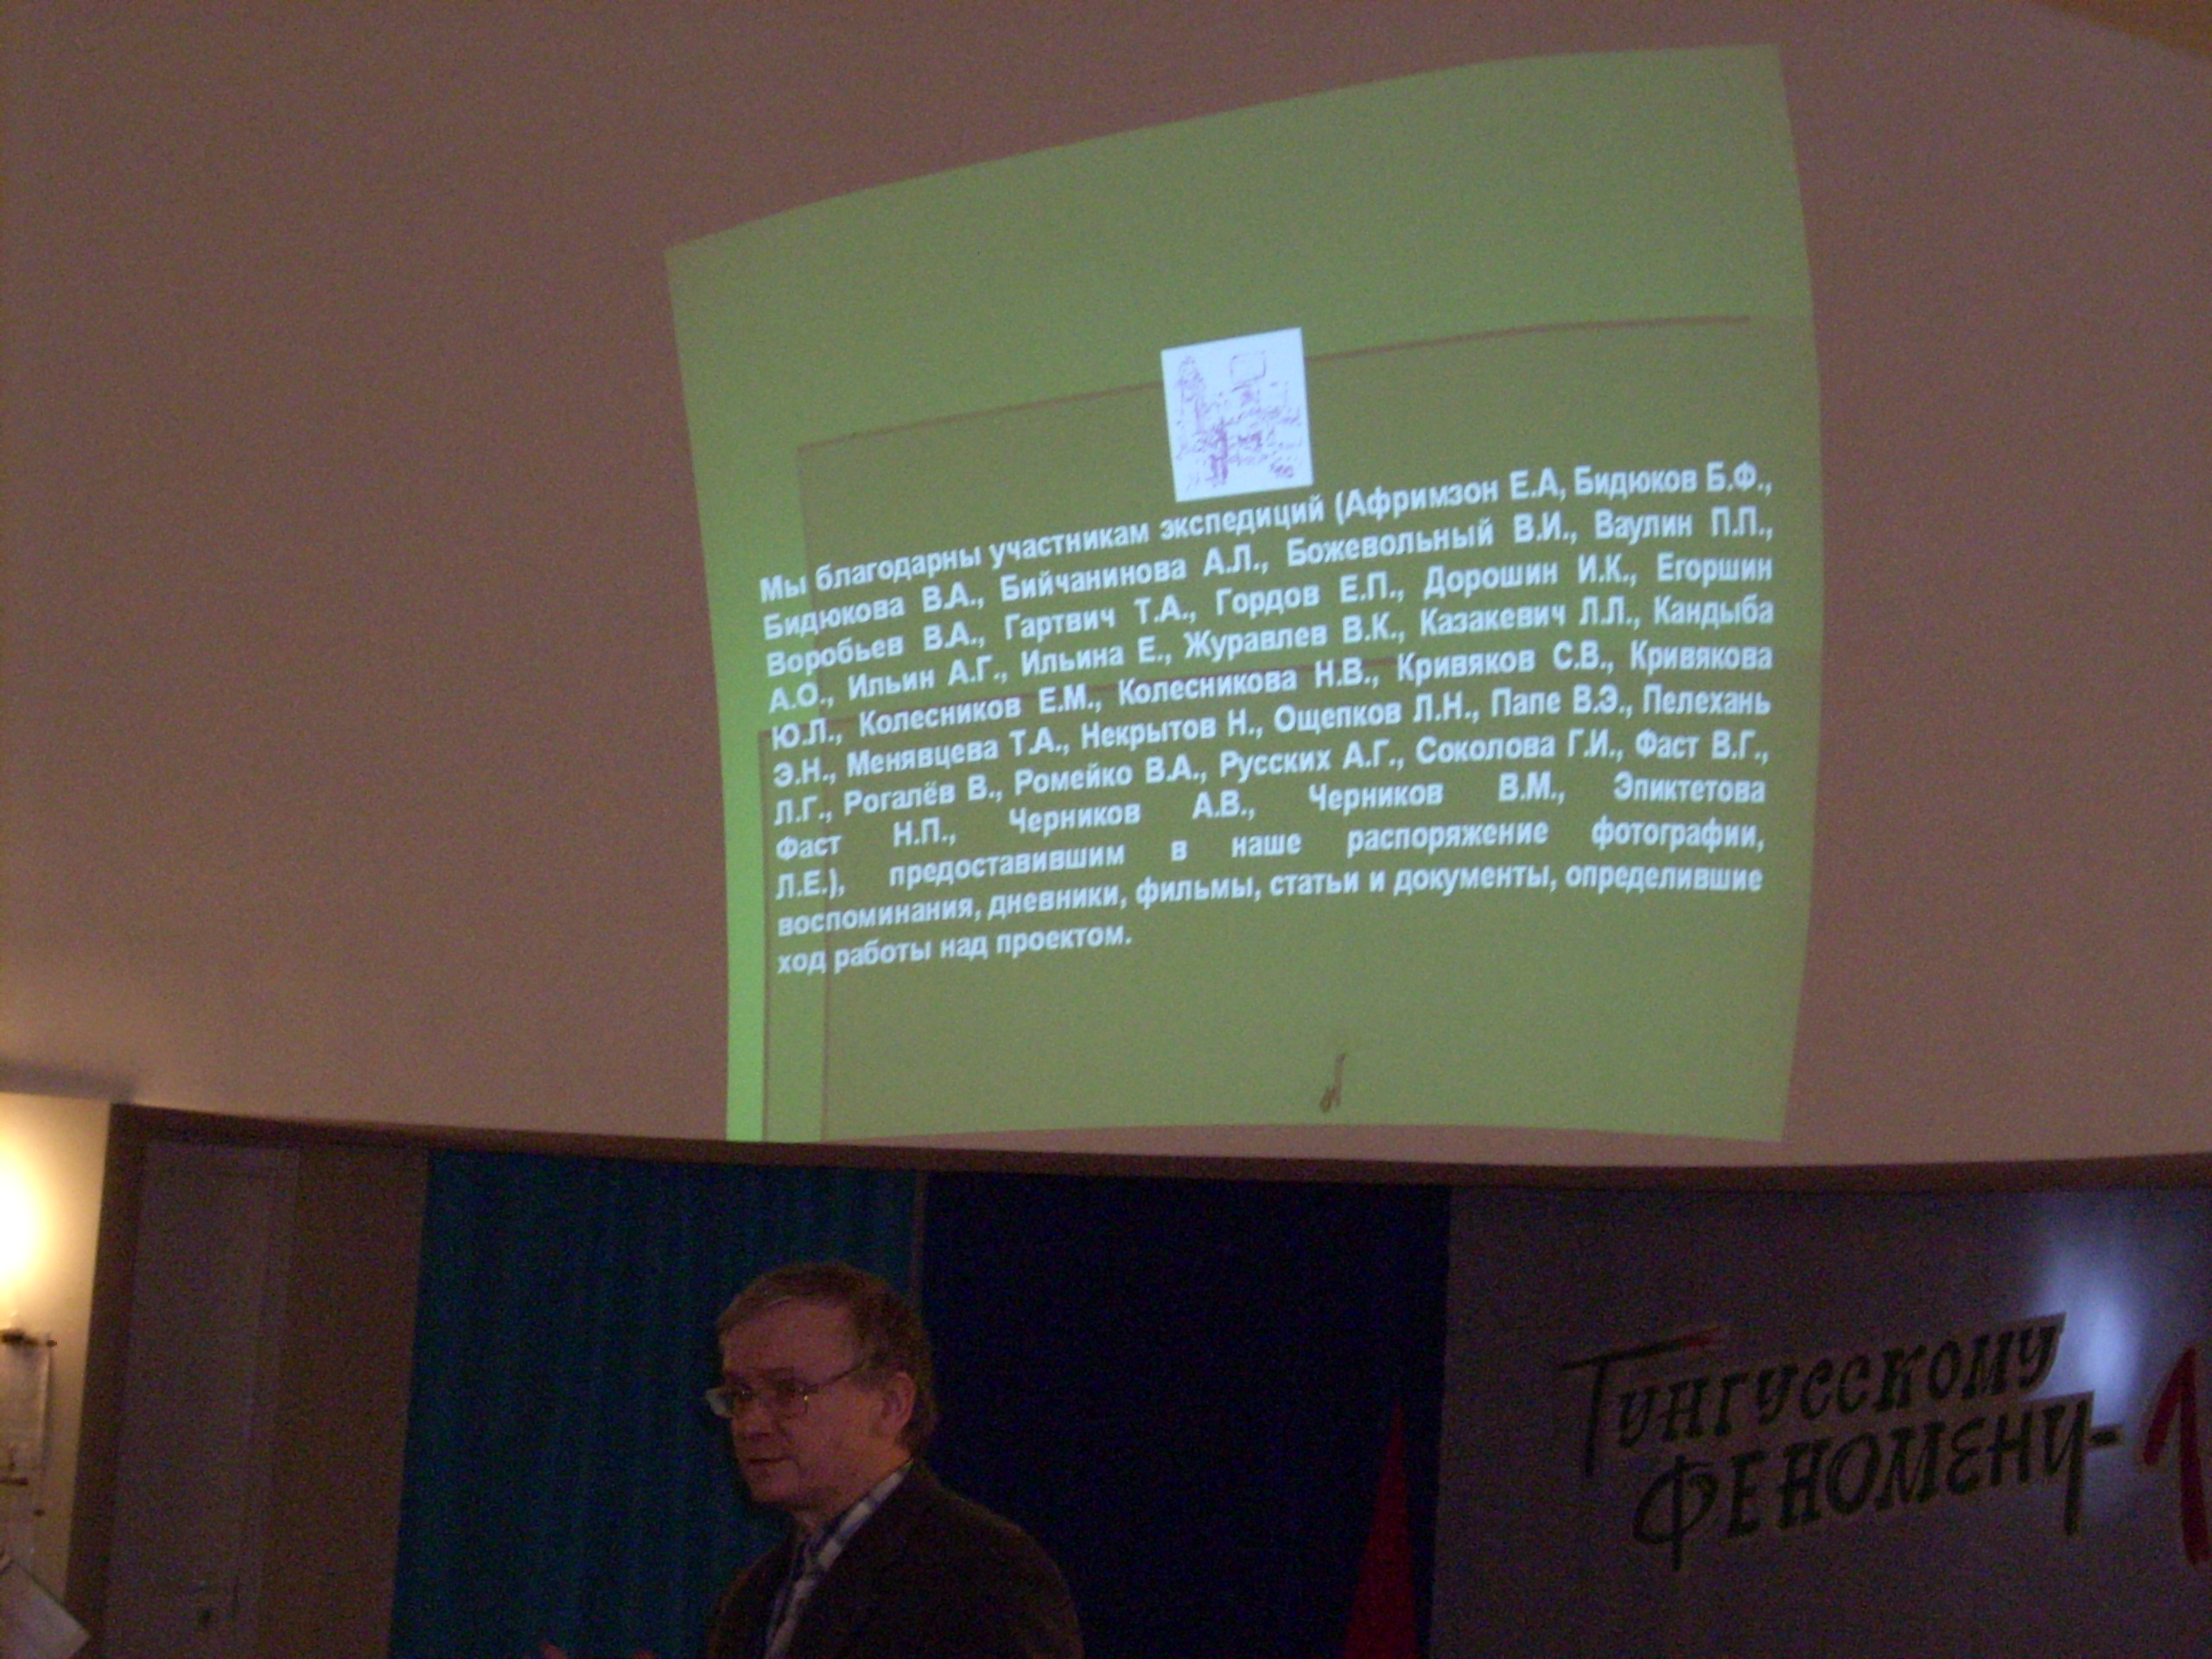 Мы благодарны участникам экспедиций (Афримзон Е.А, Бидюков Б.Ф.,
Бидюкова В.А., Бийчанинова А.Л., Божевольный В.И., Ваулин П.П.,
Воробьев В.А., Гартвич Т.А., Гордов Е.П., Дорошин И.К., Егоршин
А.О., Ильин А.Г., Ильина Е., Журавлев В.К., Казакевич Л.Л., Кандыба
Ю.Л., Колесников Е.М., Колесникова Н.В., Кривяков С.В., Кривякова
Э.Н., Менявцева Т.А., Некрытов Н., Ощепков Л.Н., Папе В.Э., Пелехань
Л.Г., Рогалёв В., Ромейко В.А., Русских А.Г., Соколова Г.И., Фаст В.Г.,
Фаст Н.П., Черников А.В., Черников В.М., Эпиктетова
Л.Е.), предоставившим в наше распоряжение фотографии,
воспоминания, дневники, фильмы, статьи и документы, определившие
ход работы над проектом.
Тунгусскому
феномену-1